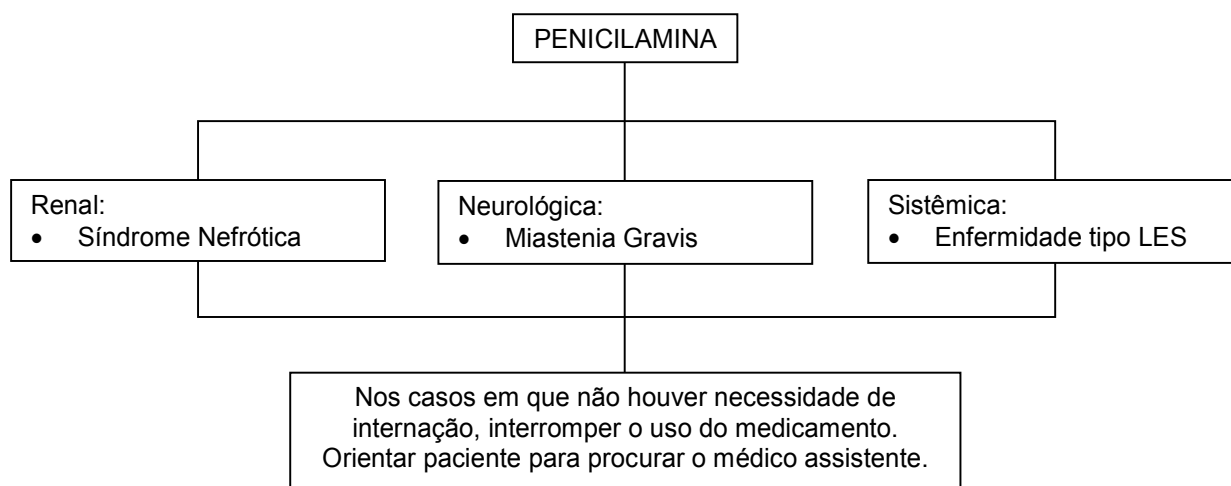 PENICILAMINA
Renal:
• Síndrome Nefrótica
Neurológica:
• Miastenia Gravis
Sistêmica:
• Enfermidade tipo LES
Nos casos em que não houver necessidade de
internação, interromper o uso do medicamento.
Orientar paciente para procurar o médico assistente.